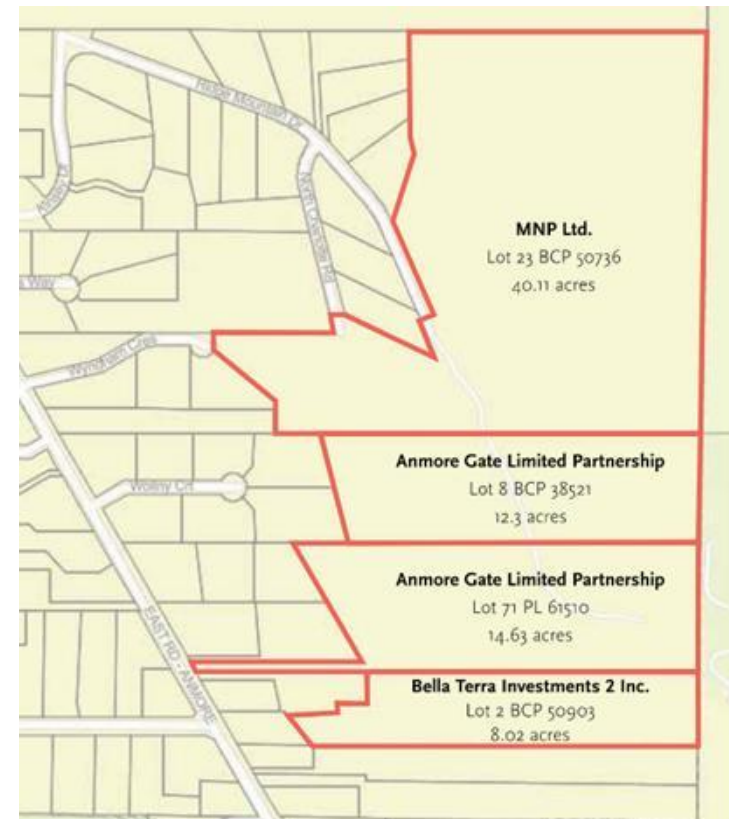 Ridge Mountain Dr
North Charlotte Rd
MNP Ltd.
Lot 23 BCP 50736
40.11 acres
Way
Wyndham Cres
Anmore Gate Limited Partnership
Lot 8 BCP 38521
12.3 acres
Wollny Crt
Anmore Gate Limited Partnership
Lot 71 PL 61510
14.63 acres
EAST RD - ANMORE
Bella Terra Investments 2 Inc.
Lot 2 BCP 50903
8.02 acres